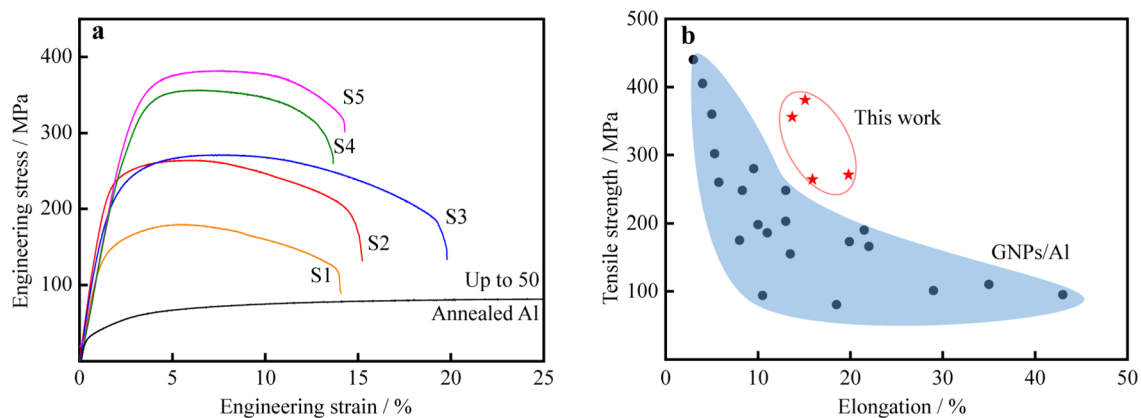 a
Engineering stress / MPa
400
300
200
100
0
5
10
15
20
25
Engineering strain / %
S5
S4
S3
S2
S1
Up to 50
Annealed Al
b
Tensile strength / MPa
500
400
300
200
100
0
10
20
30
40
50
Elongation / %
This work
GNPs/Al